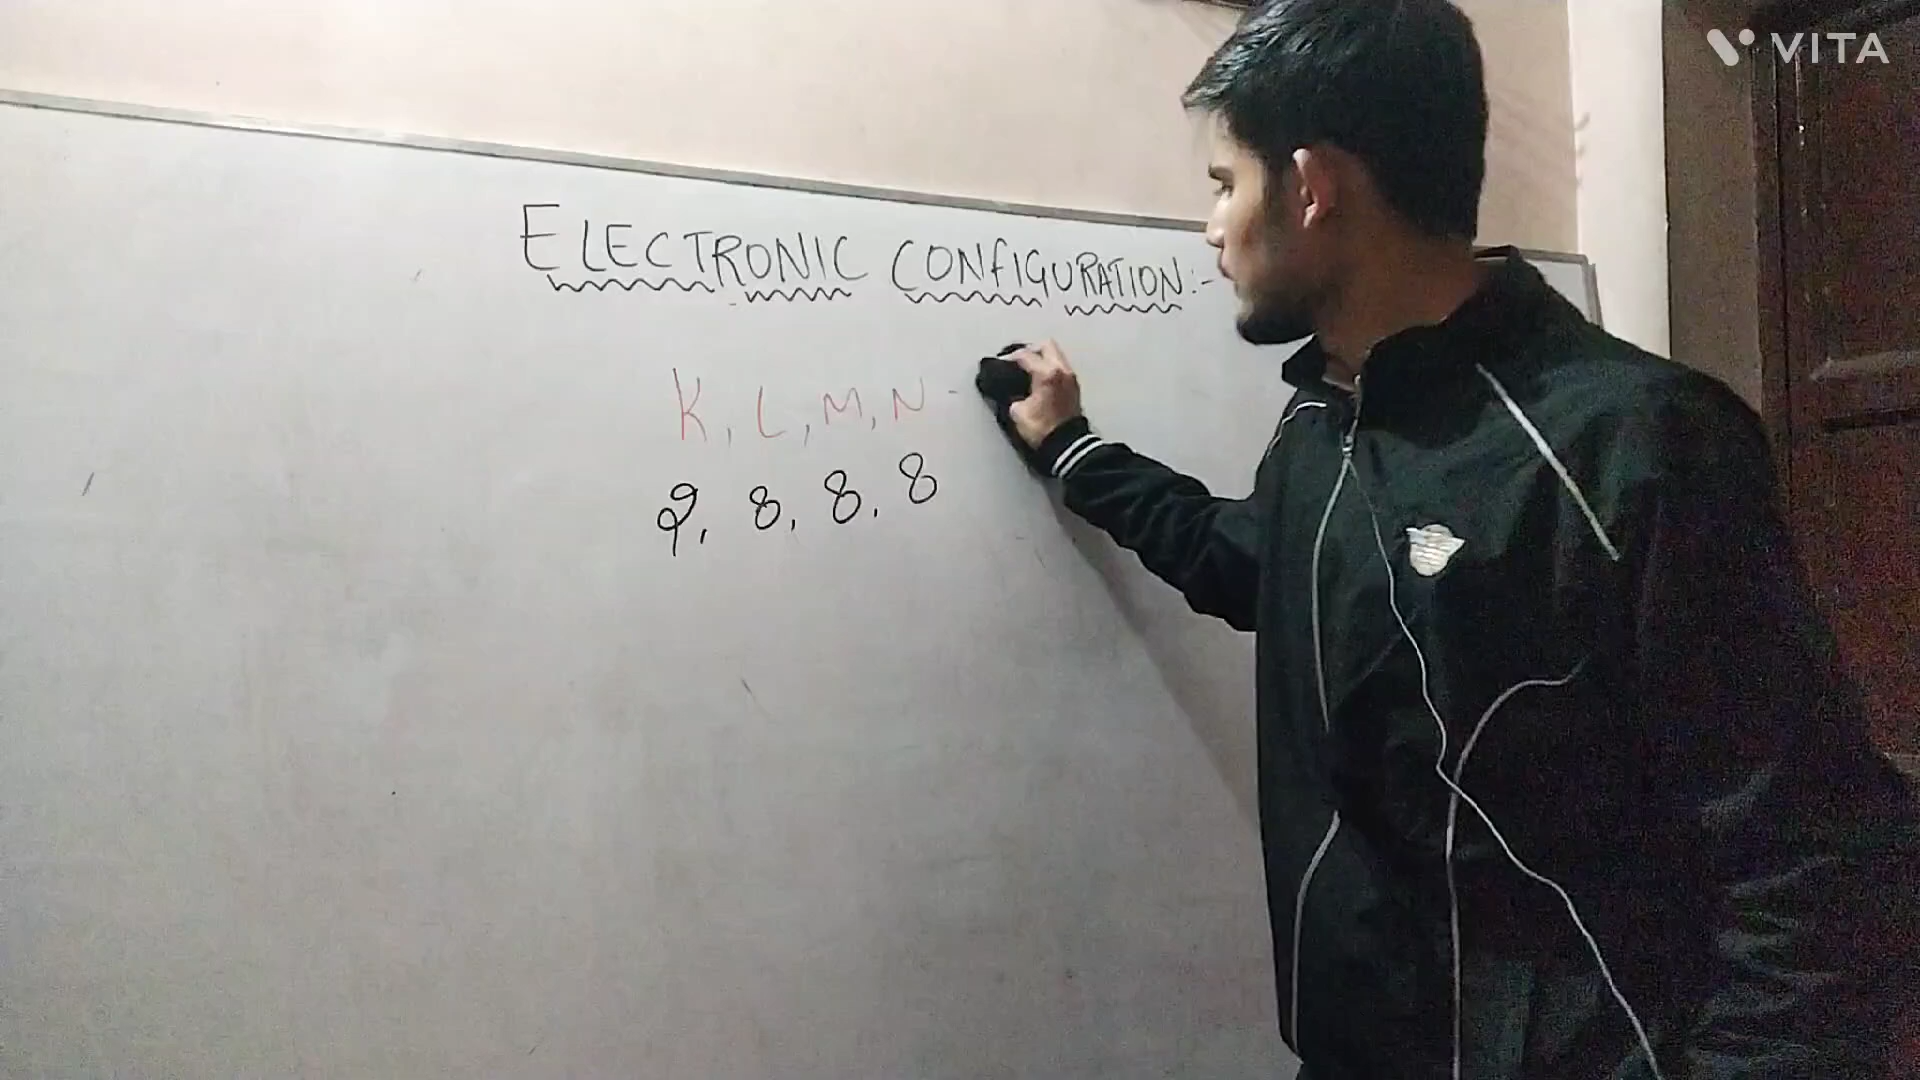 VITA
ELECTRONIC CONFIGURATION:-
K, L, M, N -
2, 8, 8, 8